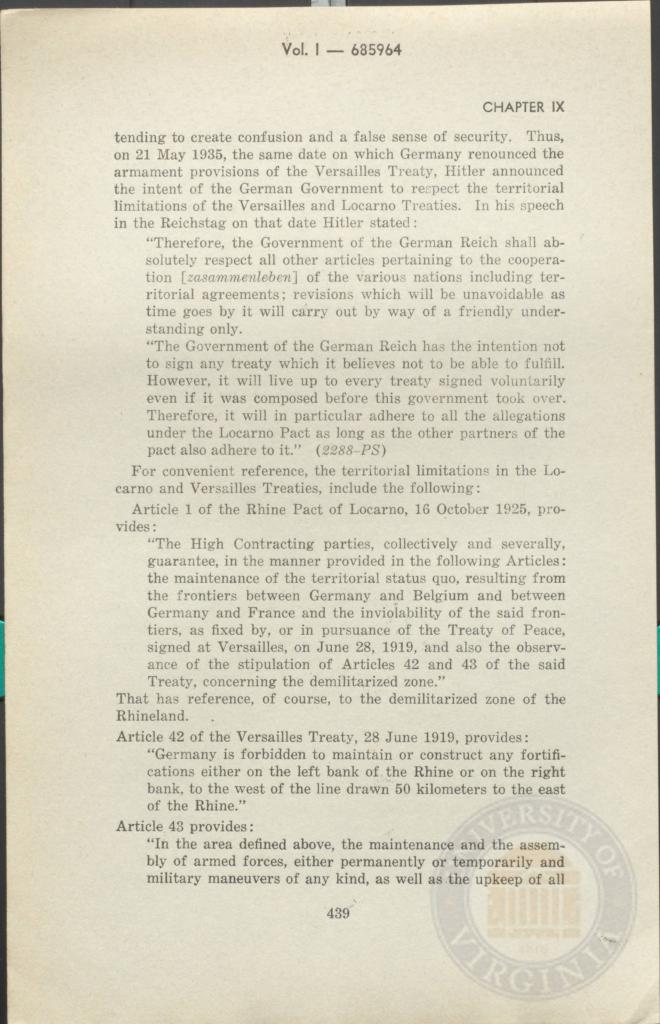 Vol. I — 685964
CHAPTER IX
tending to create confusion and a false sense of security. Thus,
on 21 May 1935, the same date on which Germany renounced the
armament provisions of the Versailles Treaty, Hitler announced
the intent of the German Government to respect the territorial
limitations of the Versailles and Locarno Treaties. In his speech
in the Reichstag on that date Hitler stated:
“Therefore, the Government of the German Reich shall ab-
solutely respect all other articles pertaining to the coopera-
tion [zasammenleben] of the various nations including ter-
ritorial agreements; revisions which will be unavoidable as
time goes by it will carry out by way of a friendly under-
standing only.
“The Government of the German Reich has the intention not
to sign any treaty which it believes not to be able to fulfill.
However, it will live up to every treaty signed voluntarily
even if it was composed before this government took over.
Therefore, it will in particular adhere to all the allegations
under the Locarno Pact as long as the other partners of the
pact also adhere to it.” (2288-PS)
For convenient reference, the territorial limitations in the Lo-
carno and Versailles Treaties, include the following:
Article 1 of the Rhine Pact of Locarno, 16 October 1925, pro-
vides:
“The High Contracting parties, collectively and severally,
guarantee, in the manner provided in the following Articles:
the maintenance of the territorial status quo, resulting from
the frontiers between Germany and Belgium and between
Germany and France and the inviolability of the said fron-
tiers, as fixed by, or in pursuance of the Treaty of Peace,
signed at Versailles, on June 28, 1919, and also the observ-
ance of the stipulation of Articles 42 and 43 of the said
Treaty, concerning the demilitarized zone.”
That has reference, of course, to the demilitarized zone of the
Rhineland.
Article 42 of the Versailles Treaty, 28 June 1919, provides:
“Germany is forbidden to maintain or construct any fortifi-
cations either on the left bank of the Rhine or on the right
bank, to the west of the line drawn 50 kilometers to the east
of the Rhine.”
Article 43 provides:
“In the area defined above, the maintenance and the assem-
bly of armed forces, either permanently or temporarily and
military maneuvers of any kind, as well as the upkeep of all
439
UNIVERSITY OF
VIRGINIA
1819